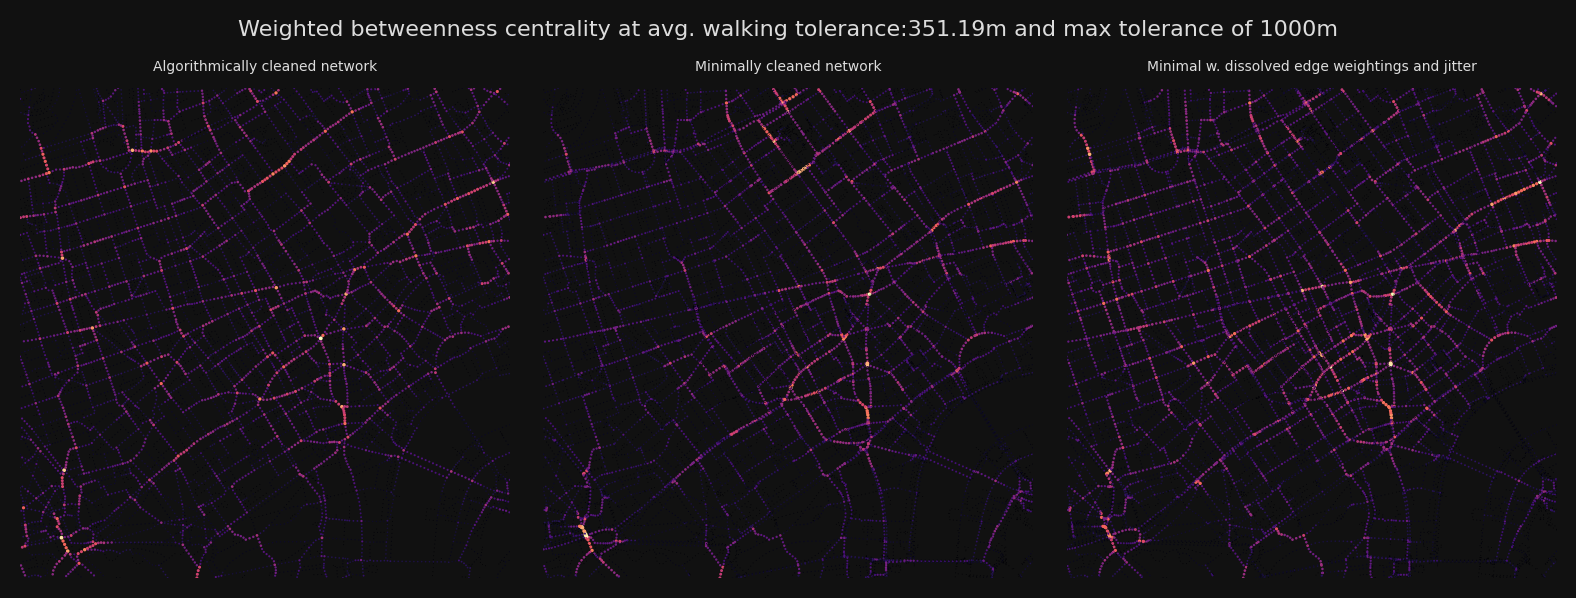 Weighted betweenness centrality at avg. walking tolerance:351.19m and max tolerance of 1000m
Algorithmically cleaned network
Minimally cleaned network
Minimal w. dissolved edge weightings and jitter